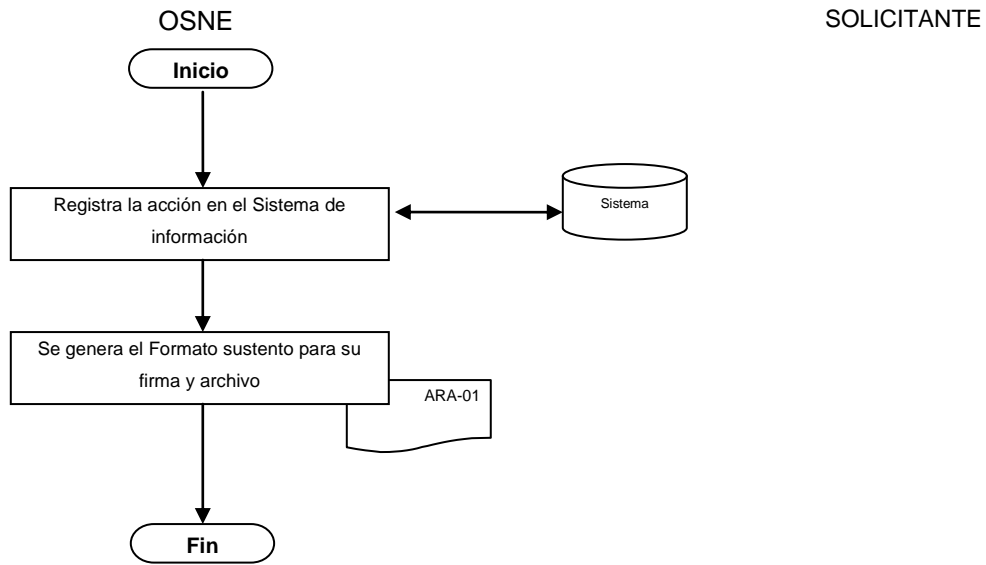 OSNE
SOLICITANTE
Inicio
Registra la acción en el Sistema de
información
Sistema
Se genera el Formato sustento para su
firma y archivo
ARA-01
Fin